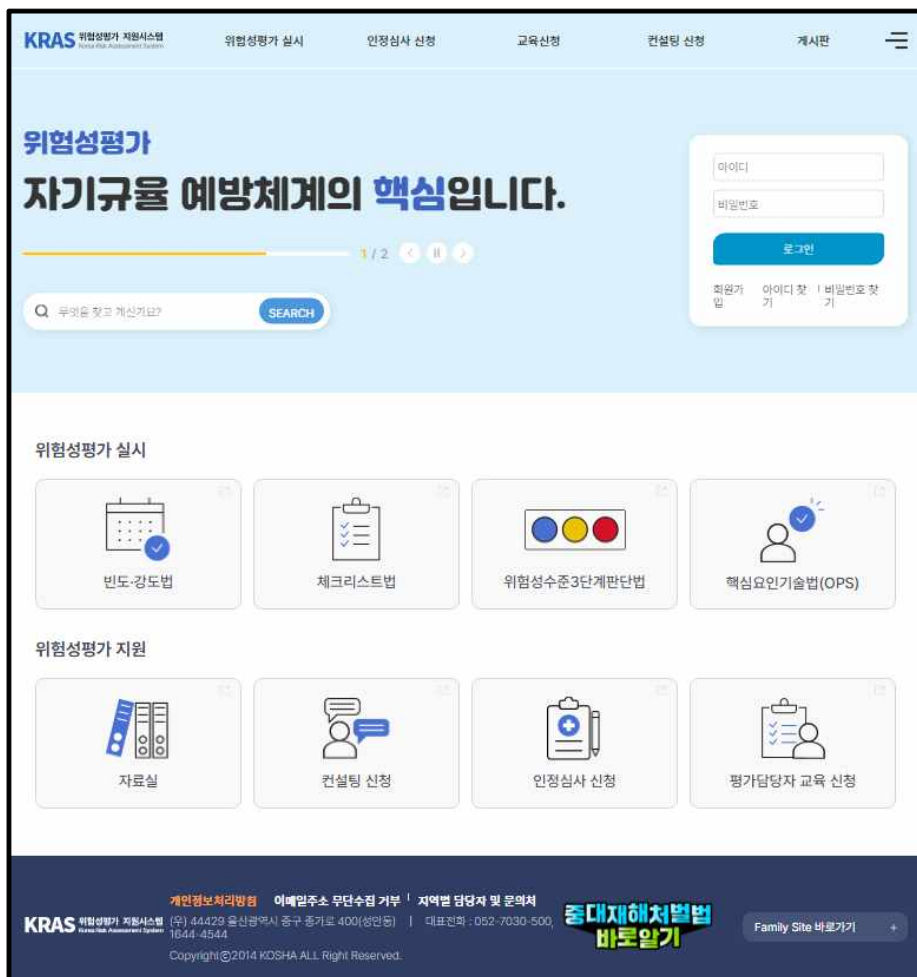 KRAS 위험성평가 지원시스템
Korea Risk Assessment System
위험성평가 실시
인정심사 신청
교육신청
컨설팅 신청
게시판
위험성평가
자기규율 예방체계의 핵심입니다.
1 / 2
무엇을 찾고 계신가요?
SEARCH
아이디
비밀번호
로그인
회원가입
아이디 찾기
비밀번호 찾기
위험성평가 실시
빈도·강도법
체크리스트법
위험성수준3단계판단법
핵심요인기술법(OPS)
위험성평가 지원
자료실
컨설팅 신청
인정심사 신청
평가담당자 교육 신청
KRAS 위험성평가 지원시스템
Korea Risk Assessment System
개인정보처리방침 이메일주소 무단수집 거부 | 지역별 담당자 및 문의처
(우) 44429 울산광역시 중구 종가로 400(성안동) | 대표전화 : 052-7030-500,
1644-4544
Copyrightⓒ2014 KOSHA ALL Right Reserved.
중대재해처벌법
바로알기
Family Site 바로가기 +